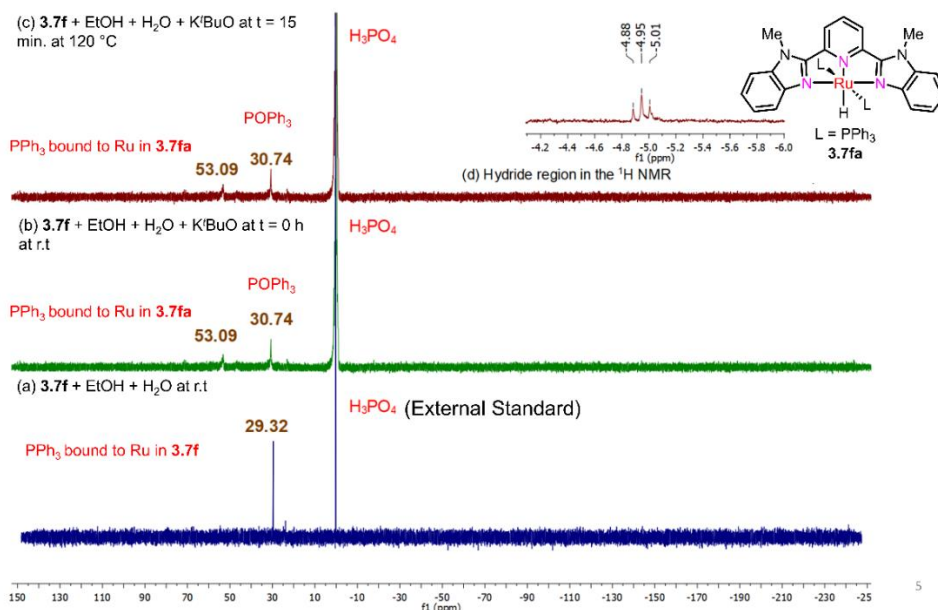 (c) 3.7f + EtOH + H₂O + KᵗBuO at t = 15
min. at 120 °C
H₃PO₄
POPh₃
PPh₃ bound to Ru in 3.7fa
53.09
30.74
-4.88
-4.95
-5.01
-4.2 -4.4 -4.6 -4.8 -5.0 -5.2 -5.4 -5.6 -5.8 -6.0
f1 (ppm)
(d) Hydride region in the ¹H NMR
Me
Me
N
N
L
N
N
Ru
N
H
L
L = PPh₃
3.7fa
(b) 3.7f + EtOH + H₂O + KᵗBuO at t = 0 h
at r.t
H₃PO₄
POPh₃
PPh₃ bound to Ru in 3.7fa
53.09
30.74
(a) 3.7f + EtOH + H₂O at r.t
H₃PO₄ (External Standard)
29.32
PPh₃ bound to Ru in 3.7f
150 130 110 90 70 50 30 10 -10 -30 -50 -70 -90 -110 -130 -150 -170 -190 -210 -230 -250
f1 (ppm)
5